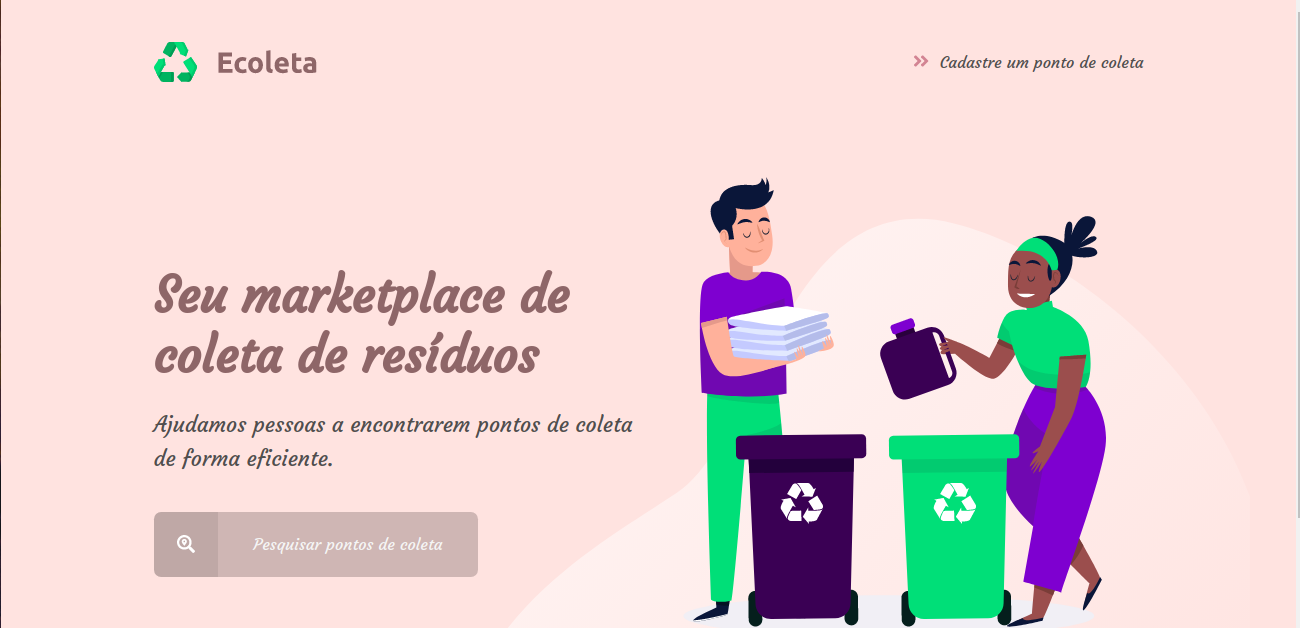 Ecoleta
Cadastre um ponto de coleta
Seu marketplace de
coleta de resíduos
Ajudamos pessoas a encontrarem pontos de coleta
de forma eficiente.
Pesquisar pontos de coleta